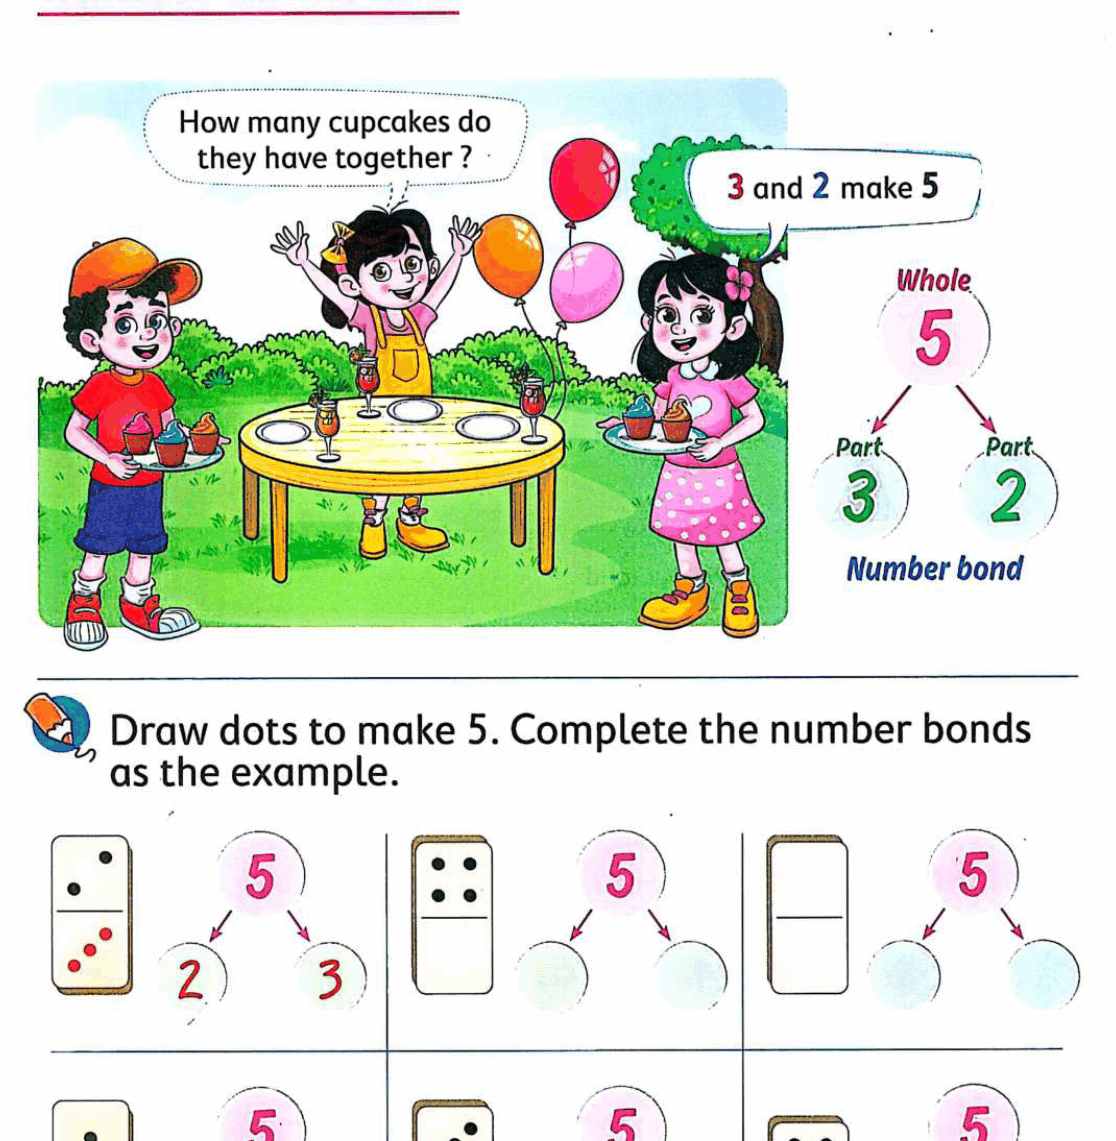 How many cupcakes do
they have together ?
3 and 2 make 5
Whole
5
Part
Part
3
2
Number bond
Draw dots to make 5. Complete the number bonds
as the example.
5
5
5
2
3
5
5
5